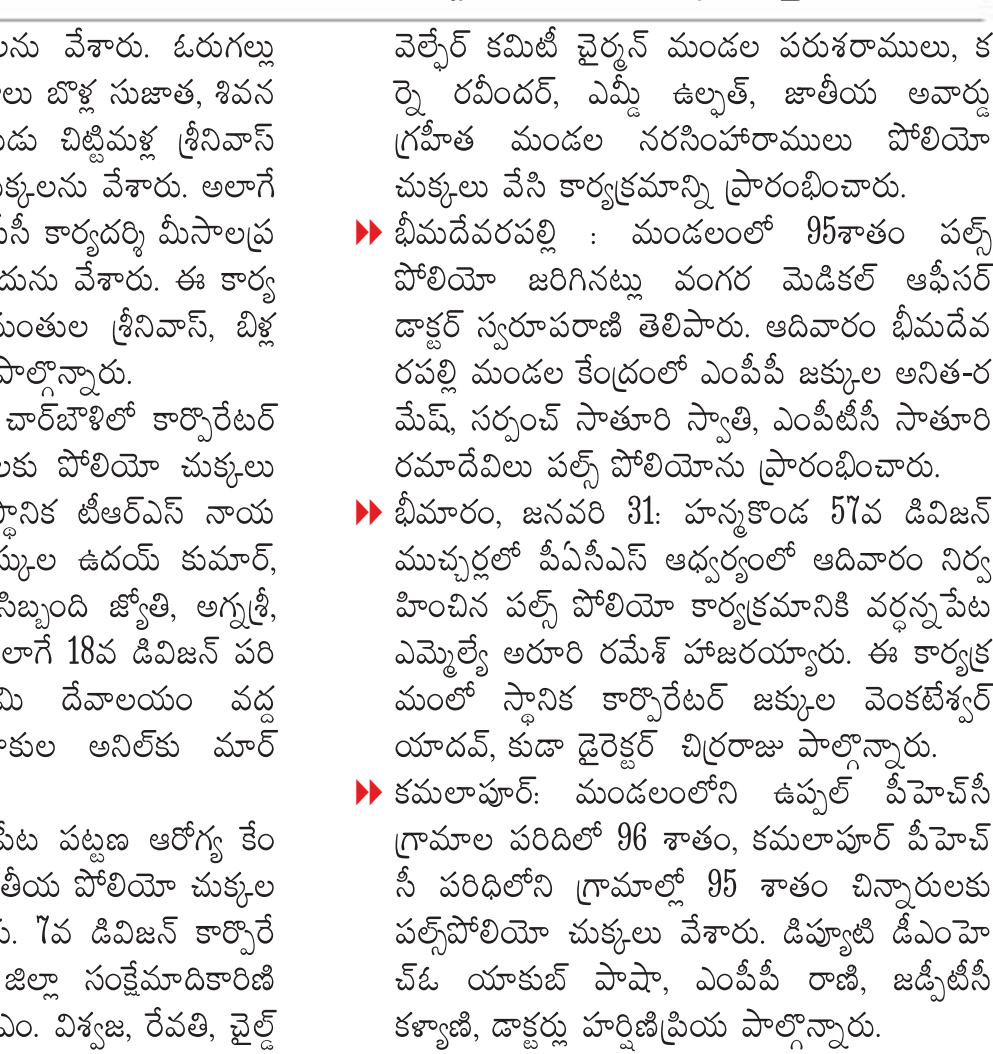 లను వేశారు. ఓరుగల్లు
లు బొళ్ల సుజాత, శివన
డు చిట్టిమళ్ల శ్రీనివాస్
క్కలను వేశారు. అలాగే
సీ కార్యదర్శి మీసాలప్ర
దును వేశారు. ఈ కార్య
మంతుల శ్రీనివాస్, బిళ్ల
పాల్గొన్నారు.
చార్‌బౌళిలో కార్పొరేటర్
లకు పోలియో చుక్కలు
స్థానిక టీఆర్ఎస్ నాయ
స్కుల ఉదయ్ కుమార్,
సిబ్బంది జ్యోతి, అగ్నశ్రీ,
లాగే 18వ డివిజన్ పరి
మి దేవాలయం వద్ద
కుల అనిల్‌కు మార్
పేట పట్టణ ఆరోగ్య కేం
తీయ పోలియో చుక్కల
7వ డివిజన్ కార్పొరే
జిల్లా సంక్షేమాదికారిణి
ఎం. విశ్వజ, రేవతి, చైల్డ్
వెల్ఫేర్ కమిటీ చైర్మన్ మండల పరుశరాములు, క
ర్నె రవీందర్, ఎమ్డీ ఉల్ఫత్, జాతీయ అవార్డు
గ్రహీత మండల నరసింహారాములు పోలియో
చుక్కలు వేసి కార్యక్రమాన్ని ప్రారంభించారు.
భీమదేవరపల్లి : మండలంలో 95శాతం పల్స్
పోలియో జరిగినట్లు వంగర మెడికల్ ఆఫీసర్
డాక్టర్ స్వరూపరాణి తెలిపారు. ఆదివారం భీమదేవ
రపల్లి మండల కేంద్రంలో ఎంపీపీ జక్కుల అనిత-ర
మేష్, సర్పంచ్ సాతూరి స్వాతి, ఎంపీటీసీ సాతూరి
రమాదేవిలు పల్స్ పోలియోను ప్రారంభించారు.
భీమారం, జనవరి 31: హన్మకొండ 57వ డివిజన్
ముచ్చర్లలో పీఏసీఎస్ ఆధ్వర్యంలో ఆదివారం నిర్వ
హించిన పల్స్ పోలియో కార్యక్రమానికి వర్ధన్నపేట
ఎమ్మెల్యే అరూరి రమేశ్ హాజరయ్యారు. ఈ కార్యక్ర
మంలో స్థానిక కార్పొరేటర్ జక్కుల వెంకటేశ్వర్
యాదవ్, కుడా డైరెక్టర్ చిర్రరాజు పాల్గొన్నారు.
కమలాపూర్: మండలంలోని ఉప్పల్ పీహెచ్‌సీ
గ్రామాల పరిదిలో 96 శాతం, కమలాపూర్ పీహెచ్
సీ పరిధిలోని గ్రామాల్లో 95 శాతం చిన్నారులకు
పల్స్‌పోలియో చుక్కలు వేశారు. డిప్యూటి డీఎంహె
చ్ఓ యాకుబ్ పాషా, ఎంపీపీ రాణి, జడ్పీటీసీ
కళ్యాణి, డాక్టర్లు హర్షిణిప్రియ పాల్గొన్నారు.